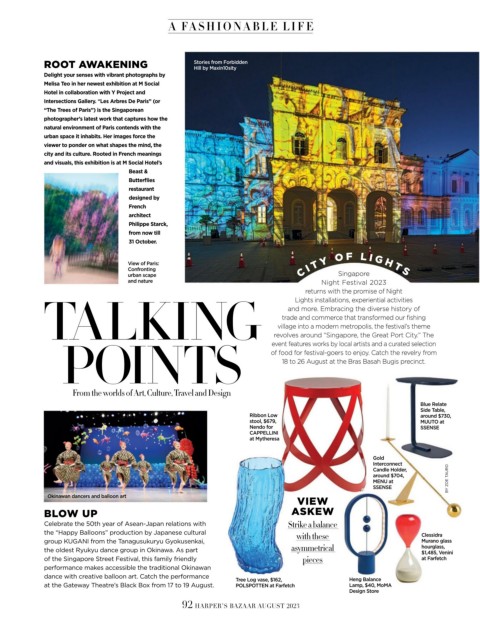 A FASHIONABLE LIFE
ROOT AWAKENING
Delight your senses with vibrant photographs by
Melisa Teo in her newest exhibition at M Social
Hotel in collaboration with Y Project and
Intersections Gallery. “Les Arbres De Paris” (or
“The Trees of Paris”) is the Singaporean
photographer’s latest work that captures how the
natural environment of Paris contends with the
urban space it inhabits. Her images force the
viewer to ponder on what shapes the mind, the
city and its culture. Rooted in French meanings
and visuals, this exhibition is at M Social Hotel’s
Beast &
Butterflies
restaurant
designed by
French
architect
Philippe Starck,
from now till
31 October.
View of Paris:
Confronting
urban scape
and nature
Stories from Forbidden
Hill by Maxin10sity
CITY OF LIGHTS
Singapore
Night Festival 2023
returns with the promise of Night
Lights installations, experiential activities
and more. Embracing the diverse history of
trade and commerce that transformed our fishing
village into a modern metropolis, the festival’s theme
revolves around “Singapore, the Great Port City.” The
event features works by local artists and a curated selection
of food for festival-goers to enjoy. Catch the revelry from
18 to 26 August at the Bras Basah Bugis precinct.
TALKING
POINTS
From the worlds of Art, Culture, Travel and Design
Okinawan dancers and balloon art
BLOW UP
Celebrate the 50th year of Asean-Japan relations with
the “Happy Balloons” production by Japanese cultural
group KUGANI from the Tanagusukuryu Gyokusenkai,
the oldest Ryukyu dance group in Okinawa. As part
of the Singapore Street Festival, this family friendly
performance makes accessible the traditional Okinawan
dance with creative balloon art. Catch the performance
at the Gateway Theatre’s Black Box from 17 to 19 August.
Ribbon Low
stool, $679,
Nendo for
CAPPELLINI
at Mytheresa
Blue Relate
Side Table,
around $730,
MUUTO at
SSENSE
Gold
Interconnect
Candle Holder,
around $704,
MENU at
SSENSE
VIEW
ASKEW
Strike a balance
with these
asymmetrical
pieces
Tree Log vase, $162,
POLSPOTTEN at Farfetch
Heng Balance
Lamp, $40, MoMA
Design Store
Clessidra
Murano glass
hourglass,
$1,485, Venini
at Farfetch
92 HARPER’S BAZAAR AUGUST 2023